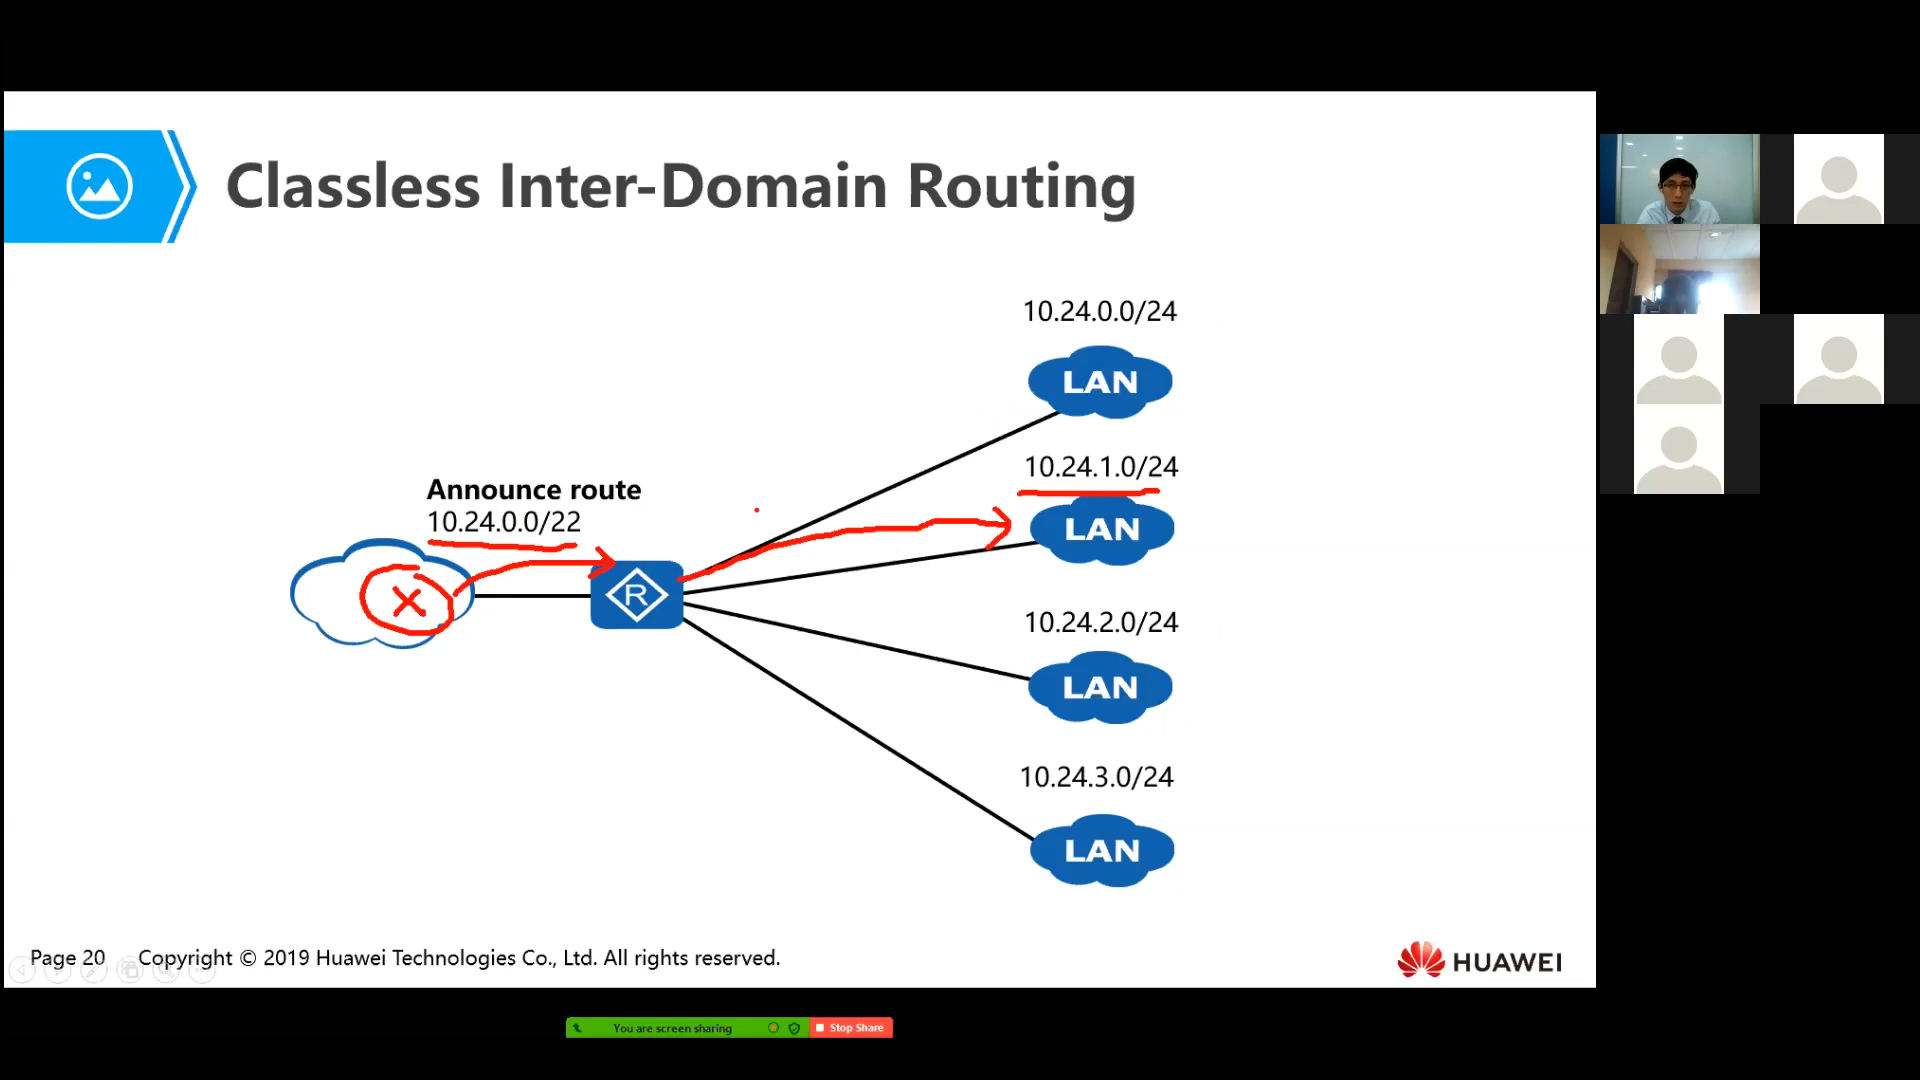 Classless Inter-Domain Routing
10.24.0.0/24
LAN
10.24.1.0/24
Announce route
10.24.0.0/22
LAN
R
X
10.24.2.0/24
LAN
10.24.3.0/24
LAN
Page 20 Copyright © 2019 Huawei Technologies Co., Ltd. All rights reserved.
HUAWEI
You are screen sharing Stop Share